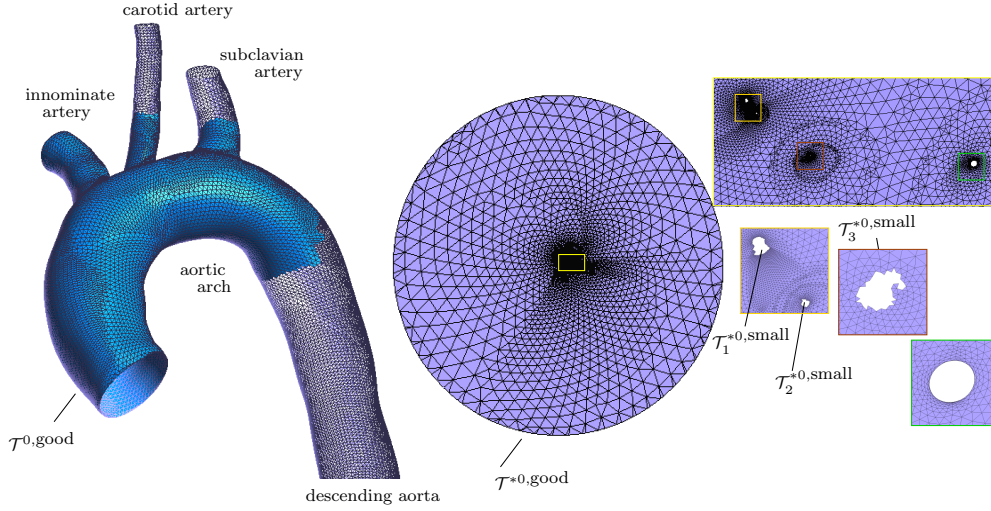 carotid artery
subclavian
artery
innominate
artery
aortic
arch
descending aorta
𝒯^{0,good}
𝒯^{*0,good}
𝒯_3^{*0,small}
𝒯_1^{*0,small}
𝒯_2^{*0,small}